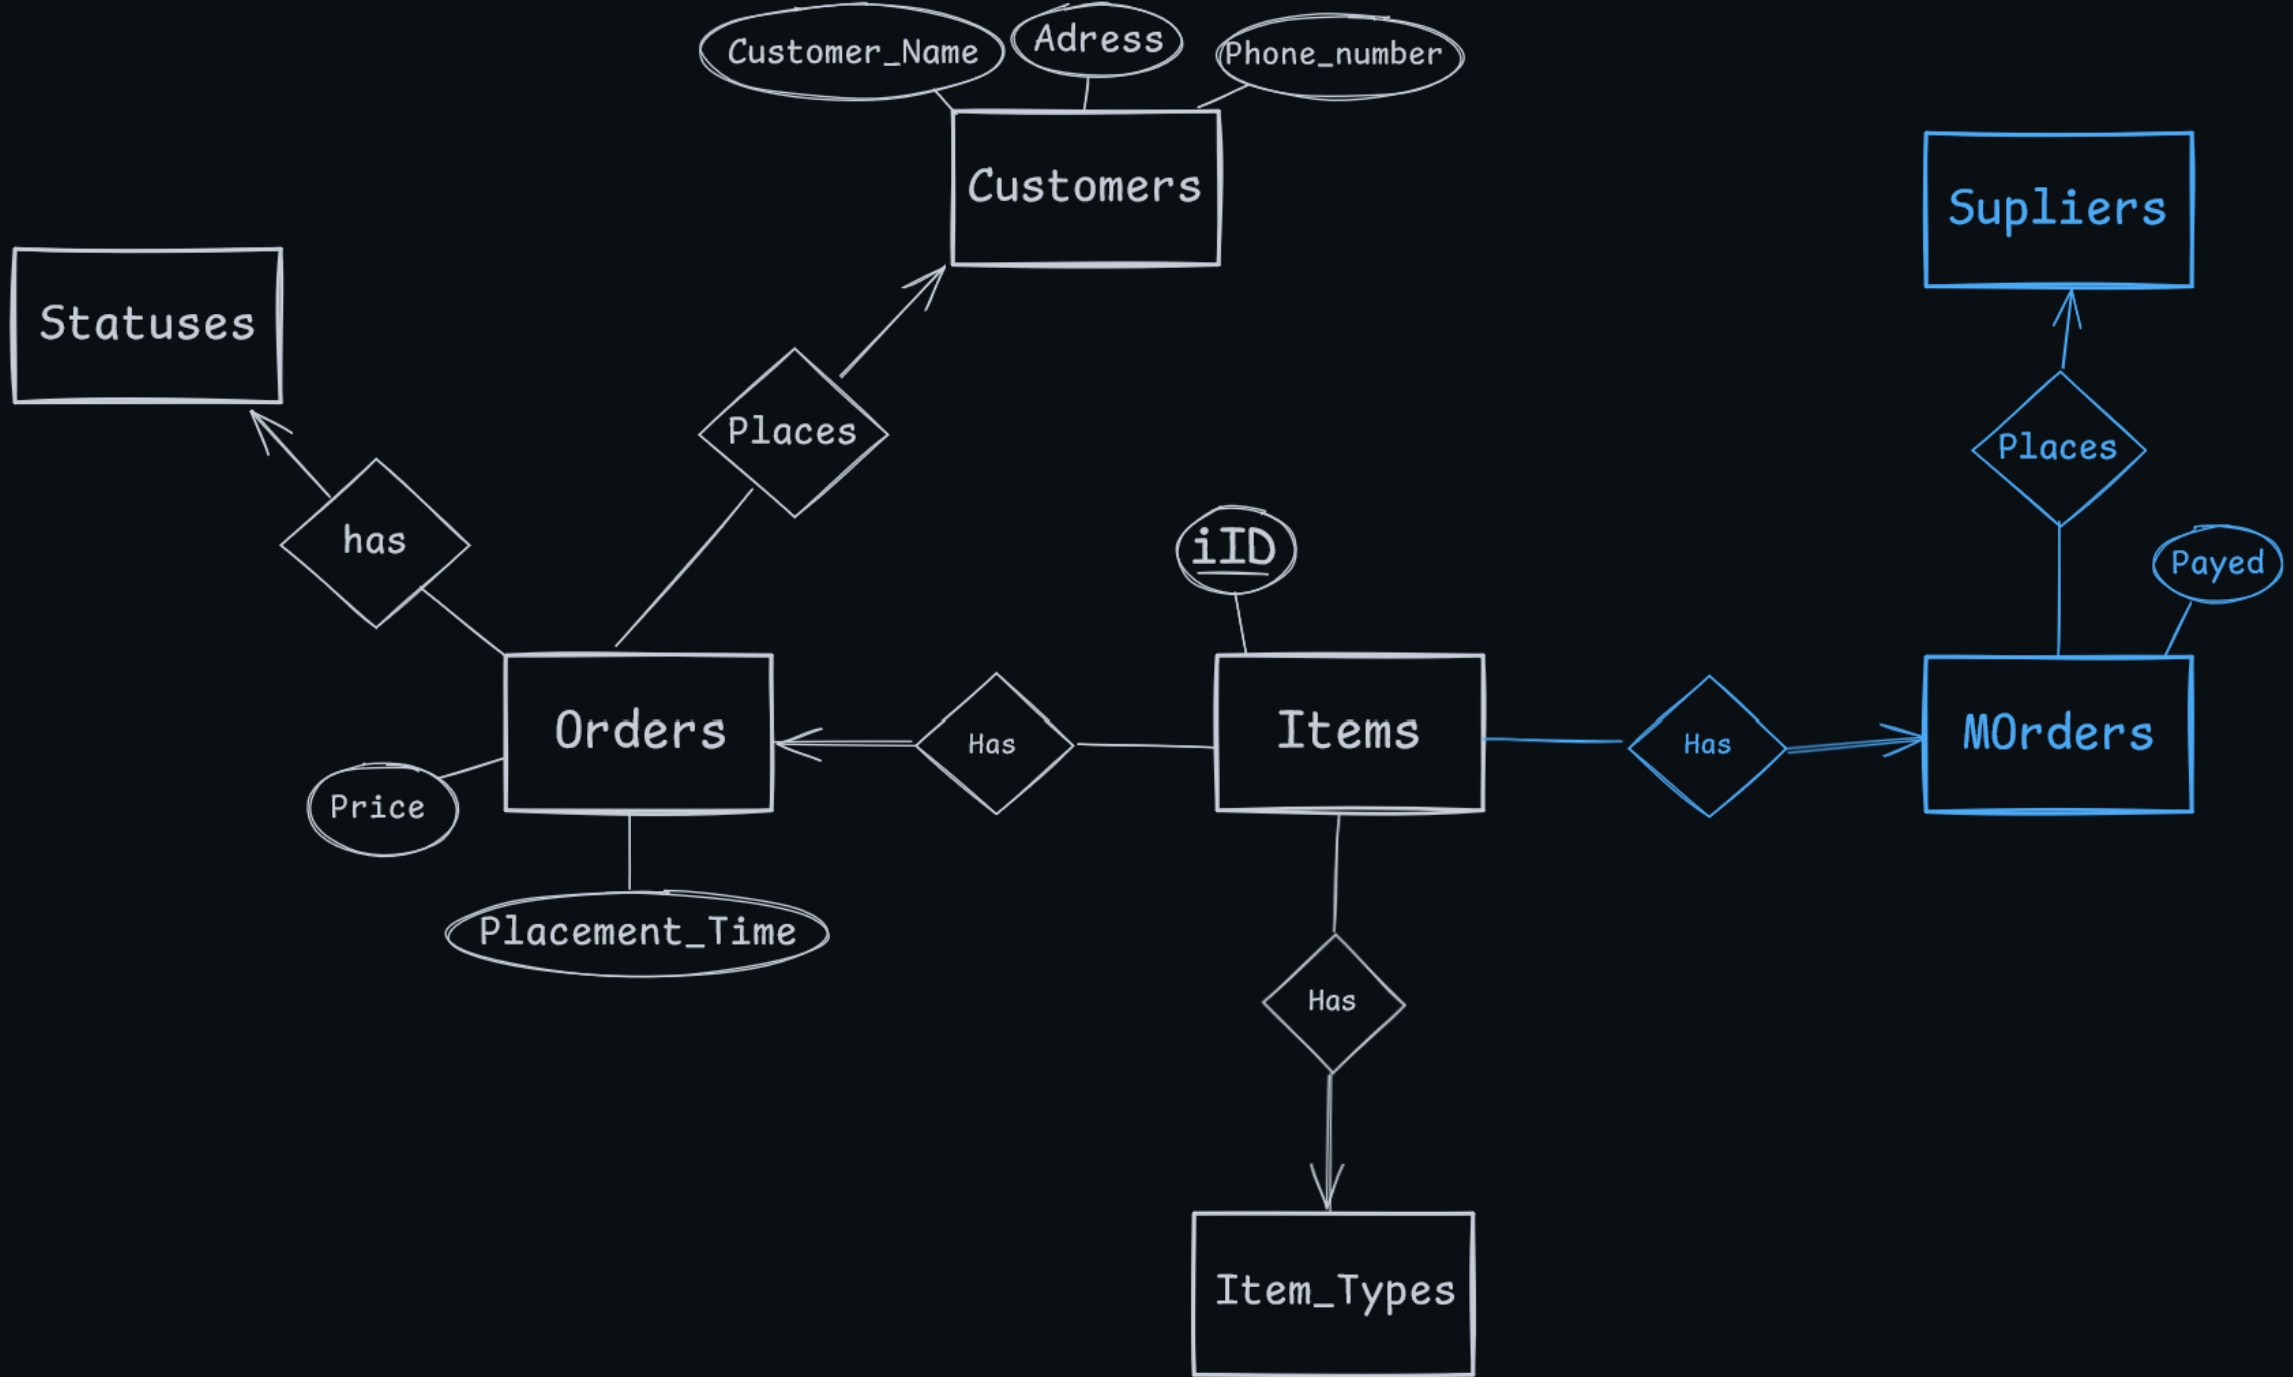 Customer_Name
Adress
Phone_number
Customers
Supliers
Statuses
Places
Places
has
iID
Payed
Orders
Has
Items
Has
MOrders
Price
Placement_Time
Has
Item_Types